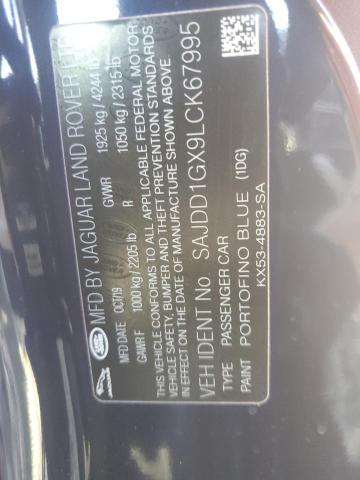 MFD BY JAGUAR LAND ROVER LTD
MFD DATE OCT/19 GVWR 1925 kg / 4244 lb
GAWR F 1000 kg / 2205 lb R 1050 kg / 2315 lb
THIS VEHICLE CONFORMS TO ALL APPLICABLE FEDERAL MOTOR
VEHICLE SAFETY, BUMPER AND THEFT PREVENTION STANDARDS
IN EFFECT ON THE DATE OF MANUFACTURE SHOWN ABOVE
VEH IDENT No. SAJDD1GX9LCK67995
TYPE PASSENGER CAR
PAINT PORTOFINO BLUE (1DG)
KX53-4883-SA